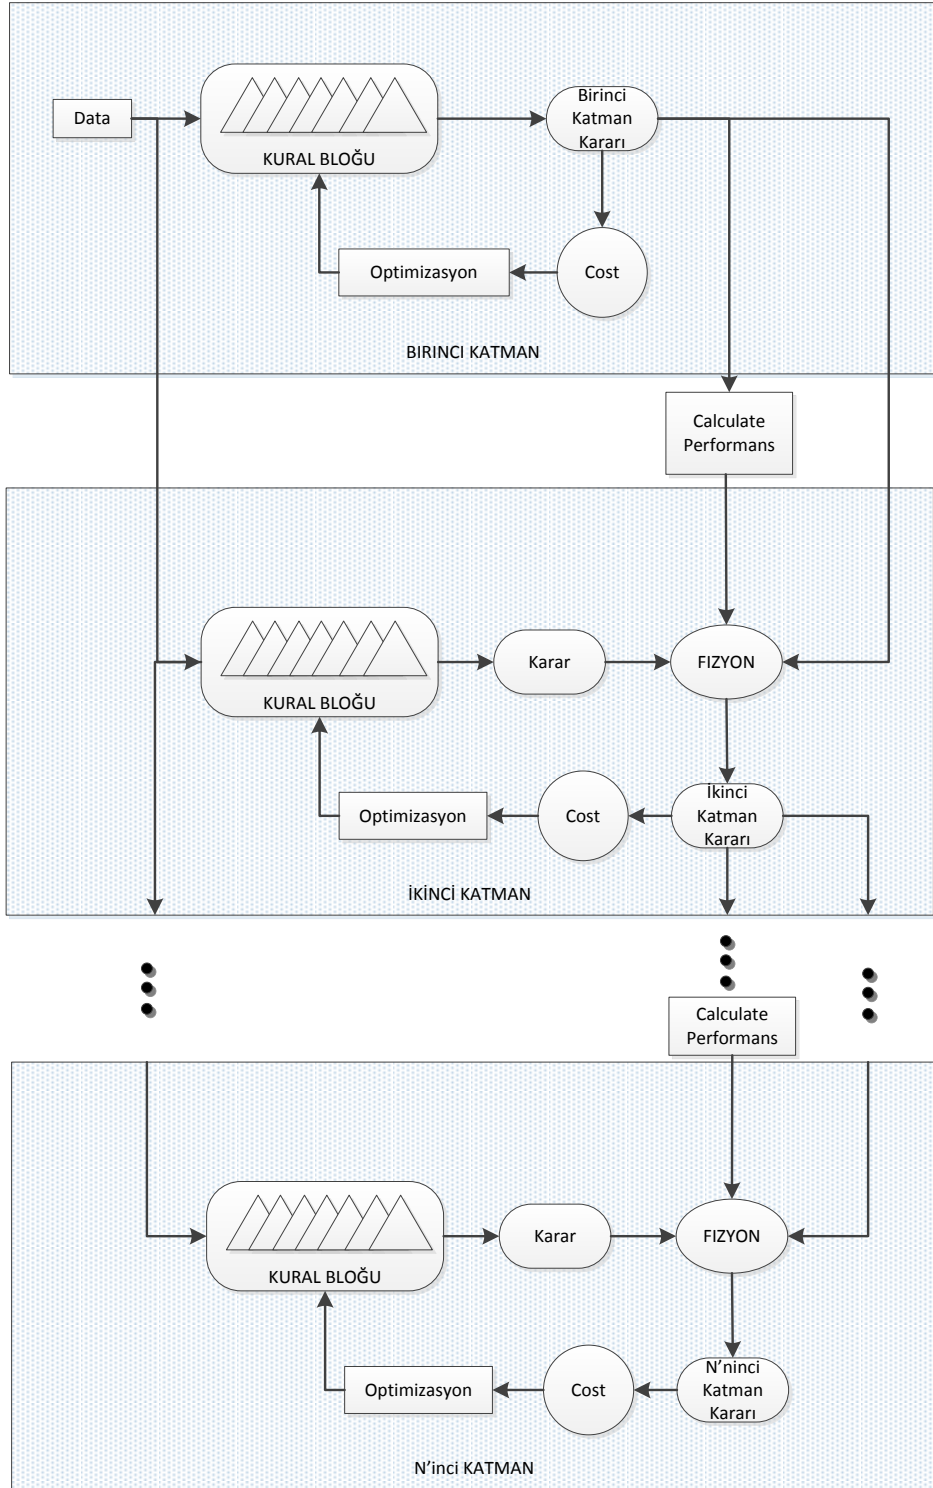 Data
KURAL BLOĞU
Birinci
Katman
Kararı
Optimizasyon
Cost
BIRINCI KATMAN
Calculate
Performans
KURAL BLOĞU
Karar
FIZYON
Optimizasyon
Cost
İkinci
Katman
Kararı
İKİNCİ KATMAN
Calculate
Performans
KURAL BLOĞU
Karar
FIZYON
Optimizasyon
Cost
N'ninci
Katman
Kararı
N'inci KATMAN